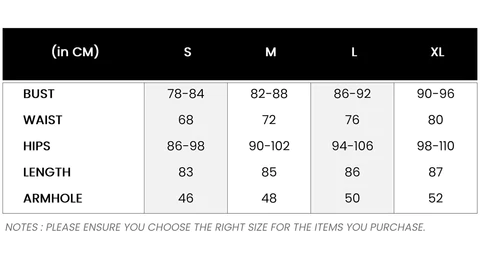 (in CM) S M L XL
BUST 78-84 82-88 86-92 90-96
WAIST 68 72 76 80
HIPS 86-98 90-102 94-106 98-110
LENGTH 83 85 86 87
ARMHOLE 46 48 50 52
NOTES : PLEASE ENSURE YOU CHOOSE THE RIGHT SIZE FOR THE ITEMS YOU PURCHASE.